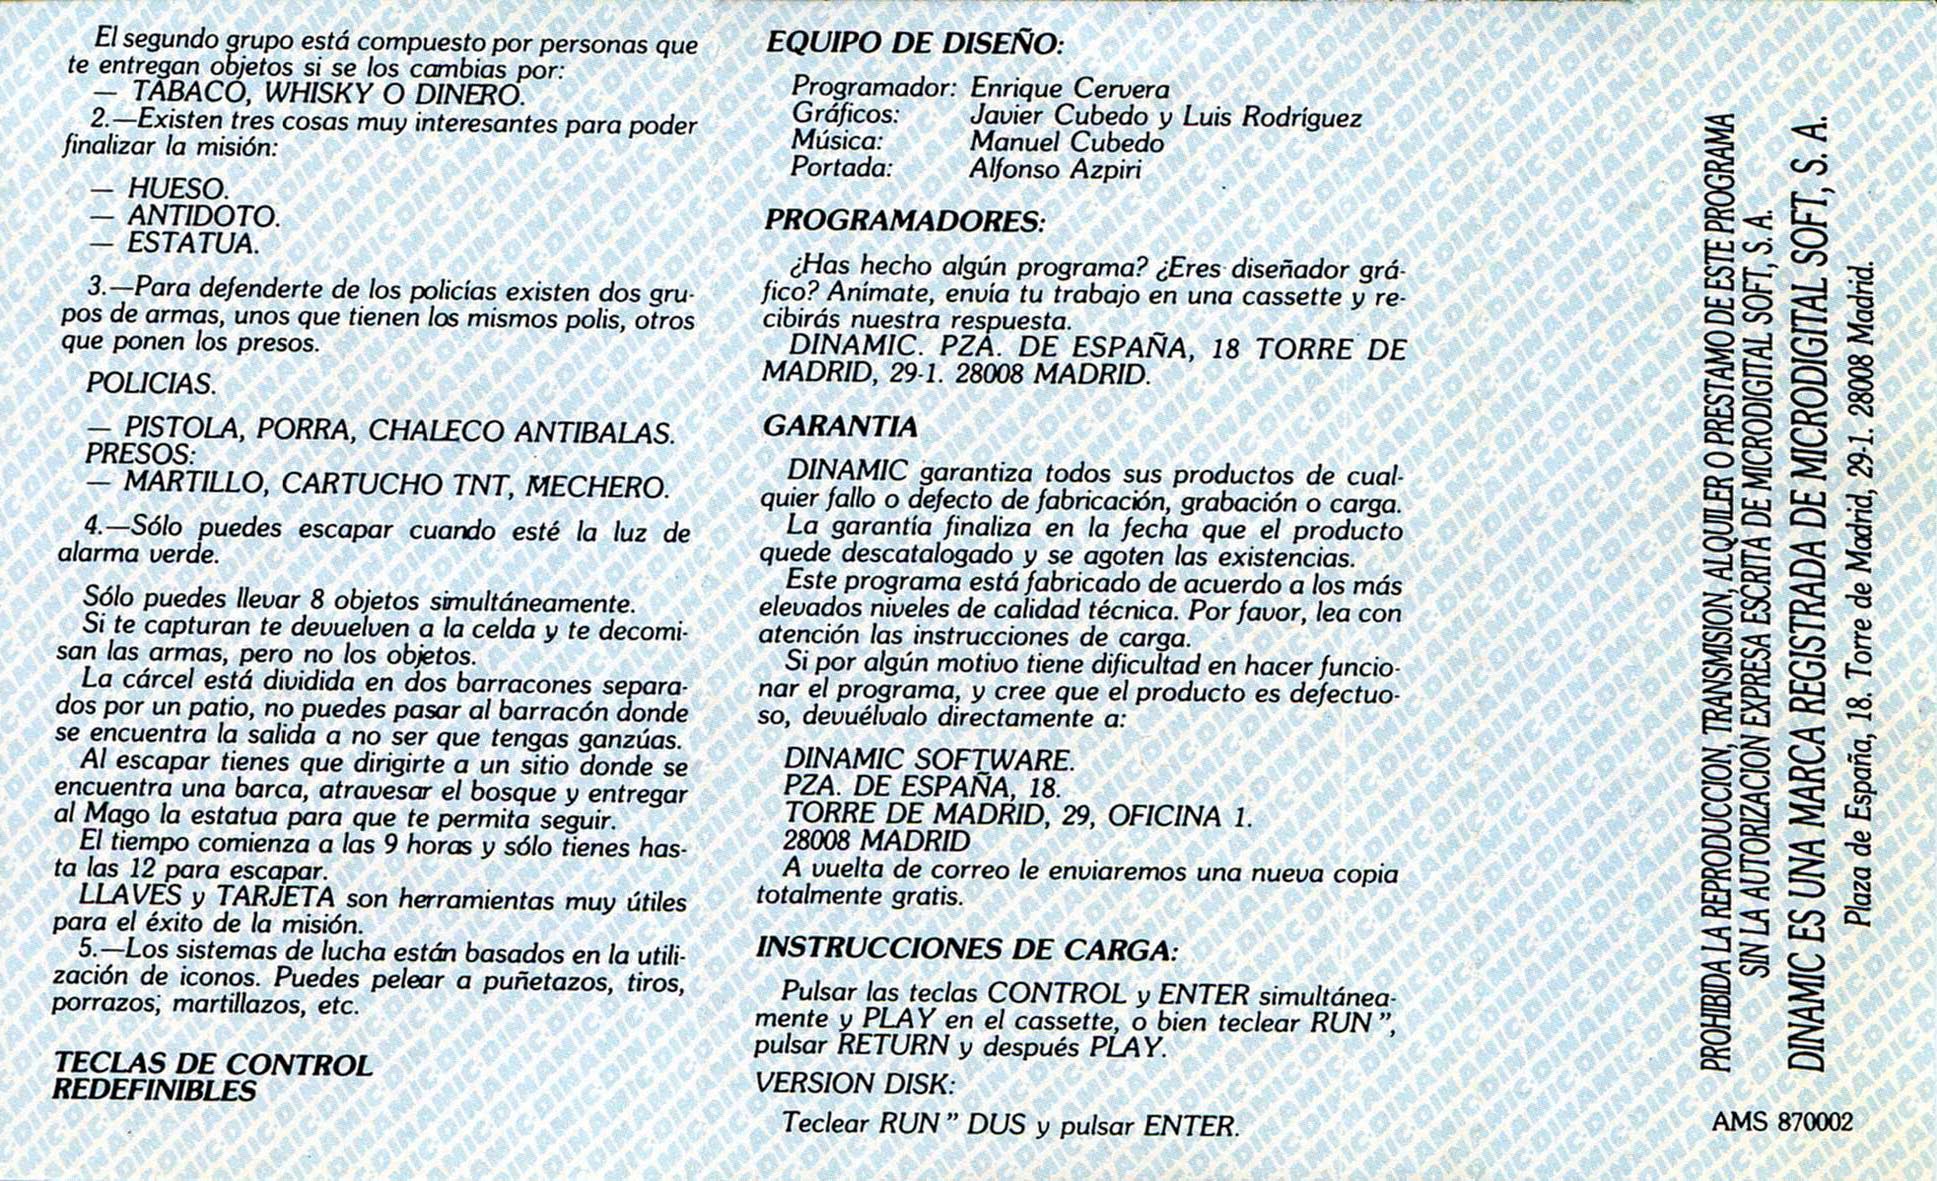 El segundo grupo está compuesto por personas que
te entregan objetos si se los cambias por:
— TABACO, WHISKY O DINERO.
2.—Existen tres cosas muy interesantes para poder
finalizar la misión:
— HUESO.
— ANTIDOTO.
— ESTATUA.
3.—Para defenderte de los policías existen dos gru-
pos de armas, unos que tienen los mismos polis, otros
que ponen los presos.
POLICIAS.
— PISTOLA, PORRA, CHALECO ANTIBALAS.
PRESOS:
— MARTILLO, CARTUCHO TNT, MECHERO.
4.—Sólo puedes escapar cuando esté la luz de
alarma verde.
Sólo puedes llevar 8 objetos simultáneamente.
Si te capturan te devuelven a la celda y te decomi-
san las armas, pero no los objetos.
La cárcel está dividida en dos barracones separa-
dos por un patio, no puedes pasar al barracón donde
se encuentra la salida a no ser que tengas ganzúas.
Al escapar tienes que dirigirte a un sitio donde se
encuentra una barca, atravesar el bosque y entregar
al Mago la estatua para que te permita seguir.
El tiempo comienza a las 9 horas y sólo tienes has-
ta las 12 para escapar.
LLAVES y TARJETA son herramientas muy útiles
para el éxito de la misión.
5.—Los sistemas de lucha están basados en la utili-
zación de iconos. Puedes pelear a puñetazos, tiros,
porrazos, martillazos, etc.
TECLAS DE CONTROL
REDEFINIBLES
EQUIPO DE DISEÑO:
Programador: Enrique Cervera
Gráficos: Javier Cubedo y Luis Rodríguez
Música: Manuel Cubedo
Portada: Alfonso Azpiri
PROGRAMADORES:
¿Has hecho algún programa? ¿Eres diseñador grá-
fico? Anímate, envía tu trabajo en una cassette y re-
cibirás nuestra respuesta.
DINAMIC. PZA. DE ESPAÑA, 18 TORRE DE
MADRID, 29-1. 28008 MADRID.
GARANTIA
DINAMIC garantiza todos sus productos de cual-
quier fallo o defecto de fabricación, grabación o carga.
La garantía finaliza en la fecha que el producto
quede descatalogado y se agoten las existencias.
Este programa está fabricado de acuerdo a los más
elevados niveles de calidad técnica. Por favor, lea con
atención las instrucciones de carga.
Si por algún motivo tiene dificultad en hacer funcio-
nar el programa, y cree que el producto es defectuo-
so, devuélvalo directamente a:
DINAMIC SOFTWARE.
PZA. DE ESPAÑA, 18.
TORRE DE MADRID, 29, OFICINA 1.
28008 MADRID
A vuelta de correo le enviaremos una nueva copia
totalmente gratis.
INSTRUCCIONES DE CARGA:
Pulsar las teclas CONTROL y ENTER simultánea-
mente y PLAY en el cassette, o bien teclear RUN",
pulsar RETURN y después PLAY.
VERSION DISK:
Teclear RUN" DUS y pulsar ENTER.
PROHIBIDA LA REPRODUCCION, TRANSMISION, ALQUILER O PRESTAMO DE ESTE PROGRAMA
SIN LA AUTORIZACION EXPRESA ESCRITA DE MICRODIGITAL SOFT, S. A.
DINAMIC ES UNA MARCA REGISTRADA DE MICRODIGITAL SOFT, S. A.
Plaza de España, 18. Torre de Madrid, 29-1. 28008 Madrid.
AMS 870002